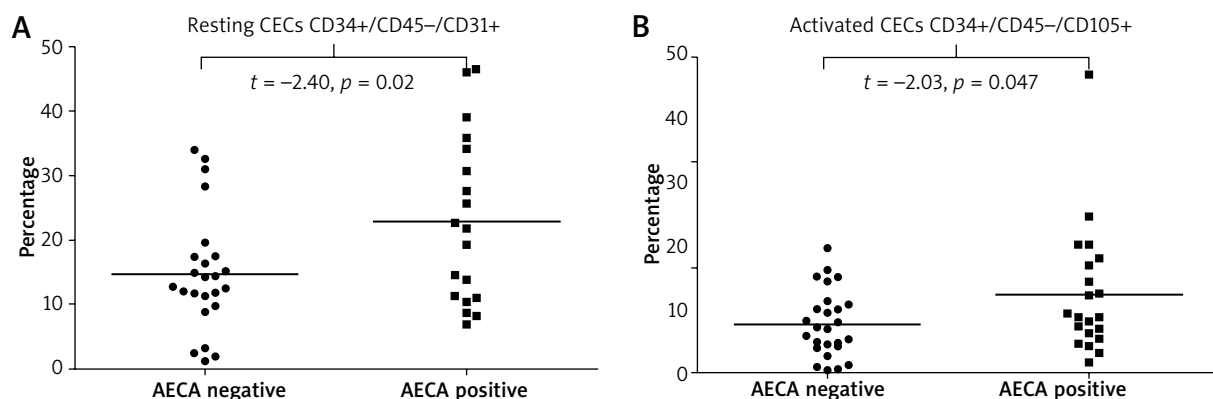 A
Resting CECs CD34+/CD45–/CD31+
t = –2.40, p = 0.02
Percentage
50
40
30
20
10
0
AECA negative
AECA positive
B
Activated CECs CD34+/CD45–/CD105+
t = –2.03, p = 0.047
Percentage
50
40
30
20
10
0
AECA negative
AECA positive